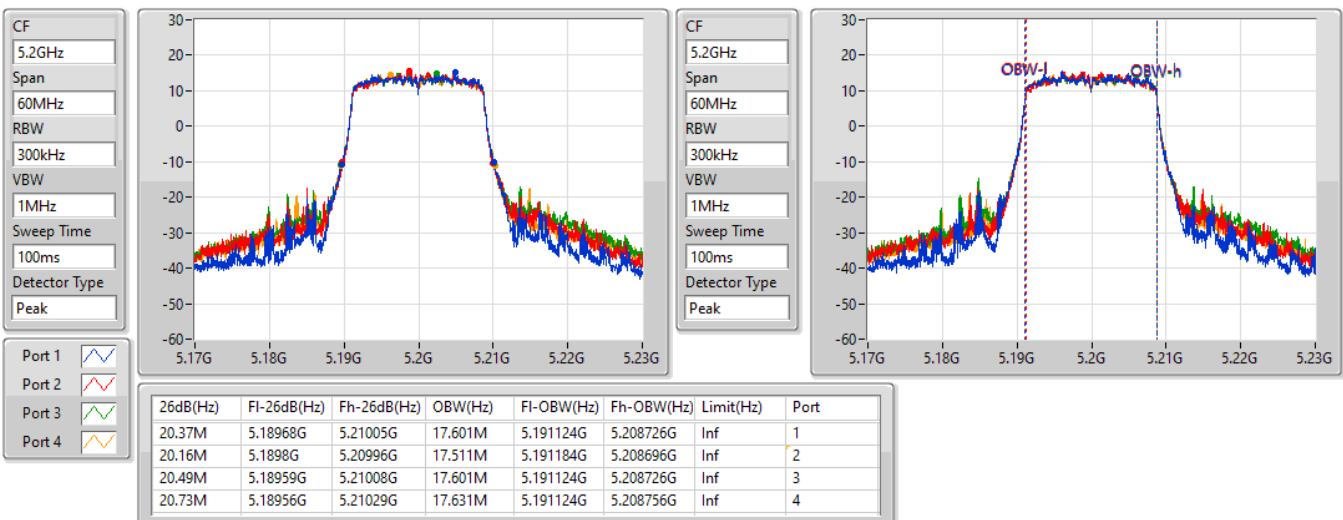 CF
5.2GHz
Span
60MHz
RBW
300kHz
VBW
1MHz
Sweep Time
100ms
Detector Type
Peak
30
20
10
0
-10
-20
-30
-40
-50
-60
5.17G 5.18G 5.19G 5.2G 5.21G 5.22G 5.23G
CF
5.2GHz
Span
60MHz
RBW
300kHz
VBW
1MHz
Sweep Time
100ms
Detector Type
Peak
30
20
10
0
-10
-20
-30
-40
-50
-60
OBW-l OBW-h
5.17G 5.18G 5.19G 5.2G 5.21G 5.22G 5.23G
Port 1
Port 2
Port 3
Port 4
26dB(Hz) Fl-26dB(Hz) Fh-26dB(Hz) OBW(Hz) Fl-OBW(Hz) Fh-OBW(Hz) Limit(Hz) Port
20.37M 5.18968G 5.21005G 17.601M 5.191124G 5.208726G Inf 1
20.16M 5.1898G 5.20996G 17.511M 5.191184G 5.208696G Inf 2
20.49M 5.18959G 5.21008G 17.601M 5.191124G 5.208726G Inf 3
20.73M 5.18956G 5.21029G 17.631M 5.191124G 5.208756G Inf 4